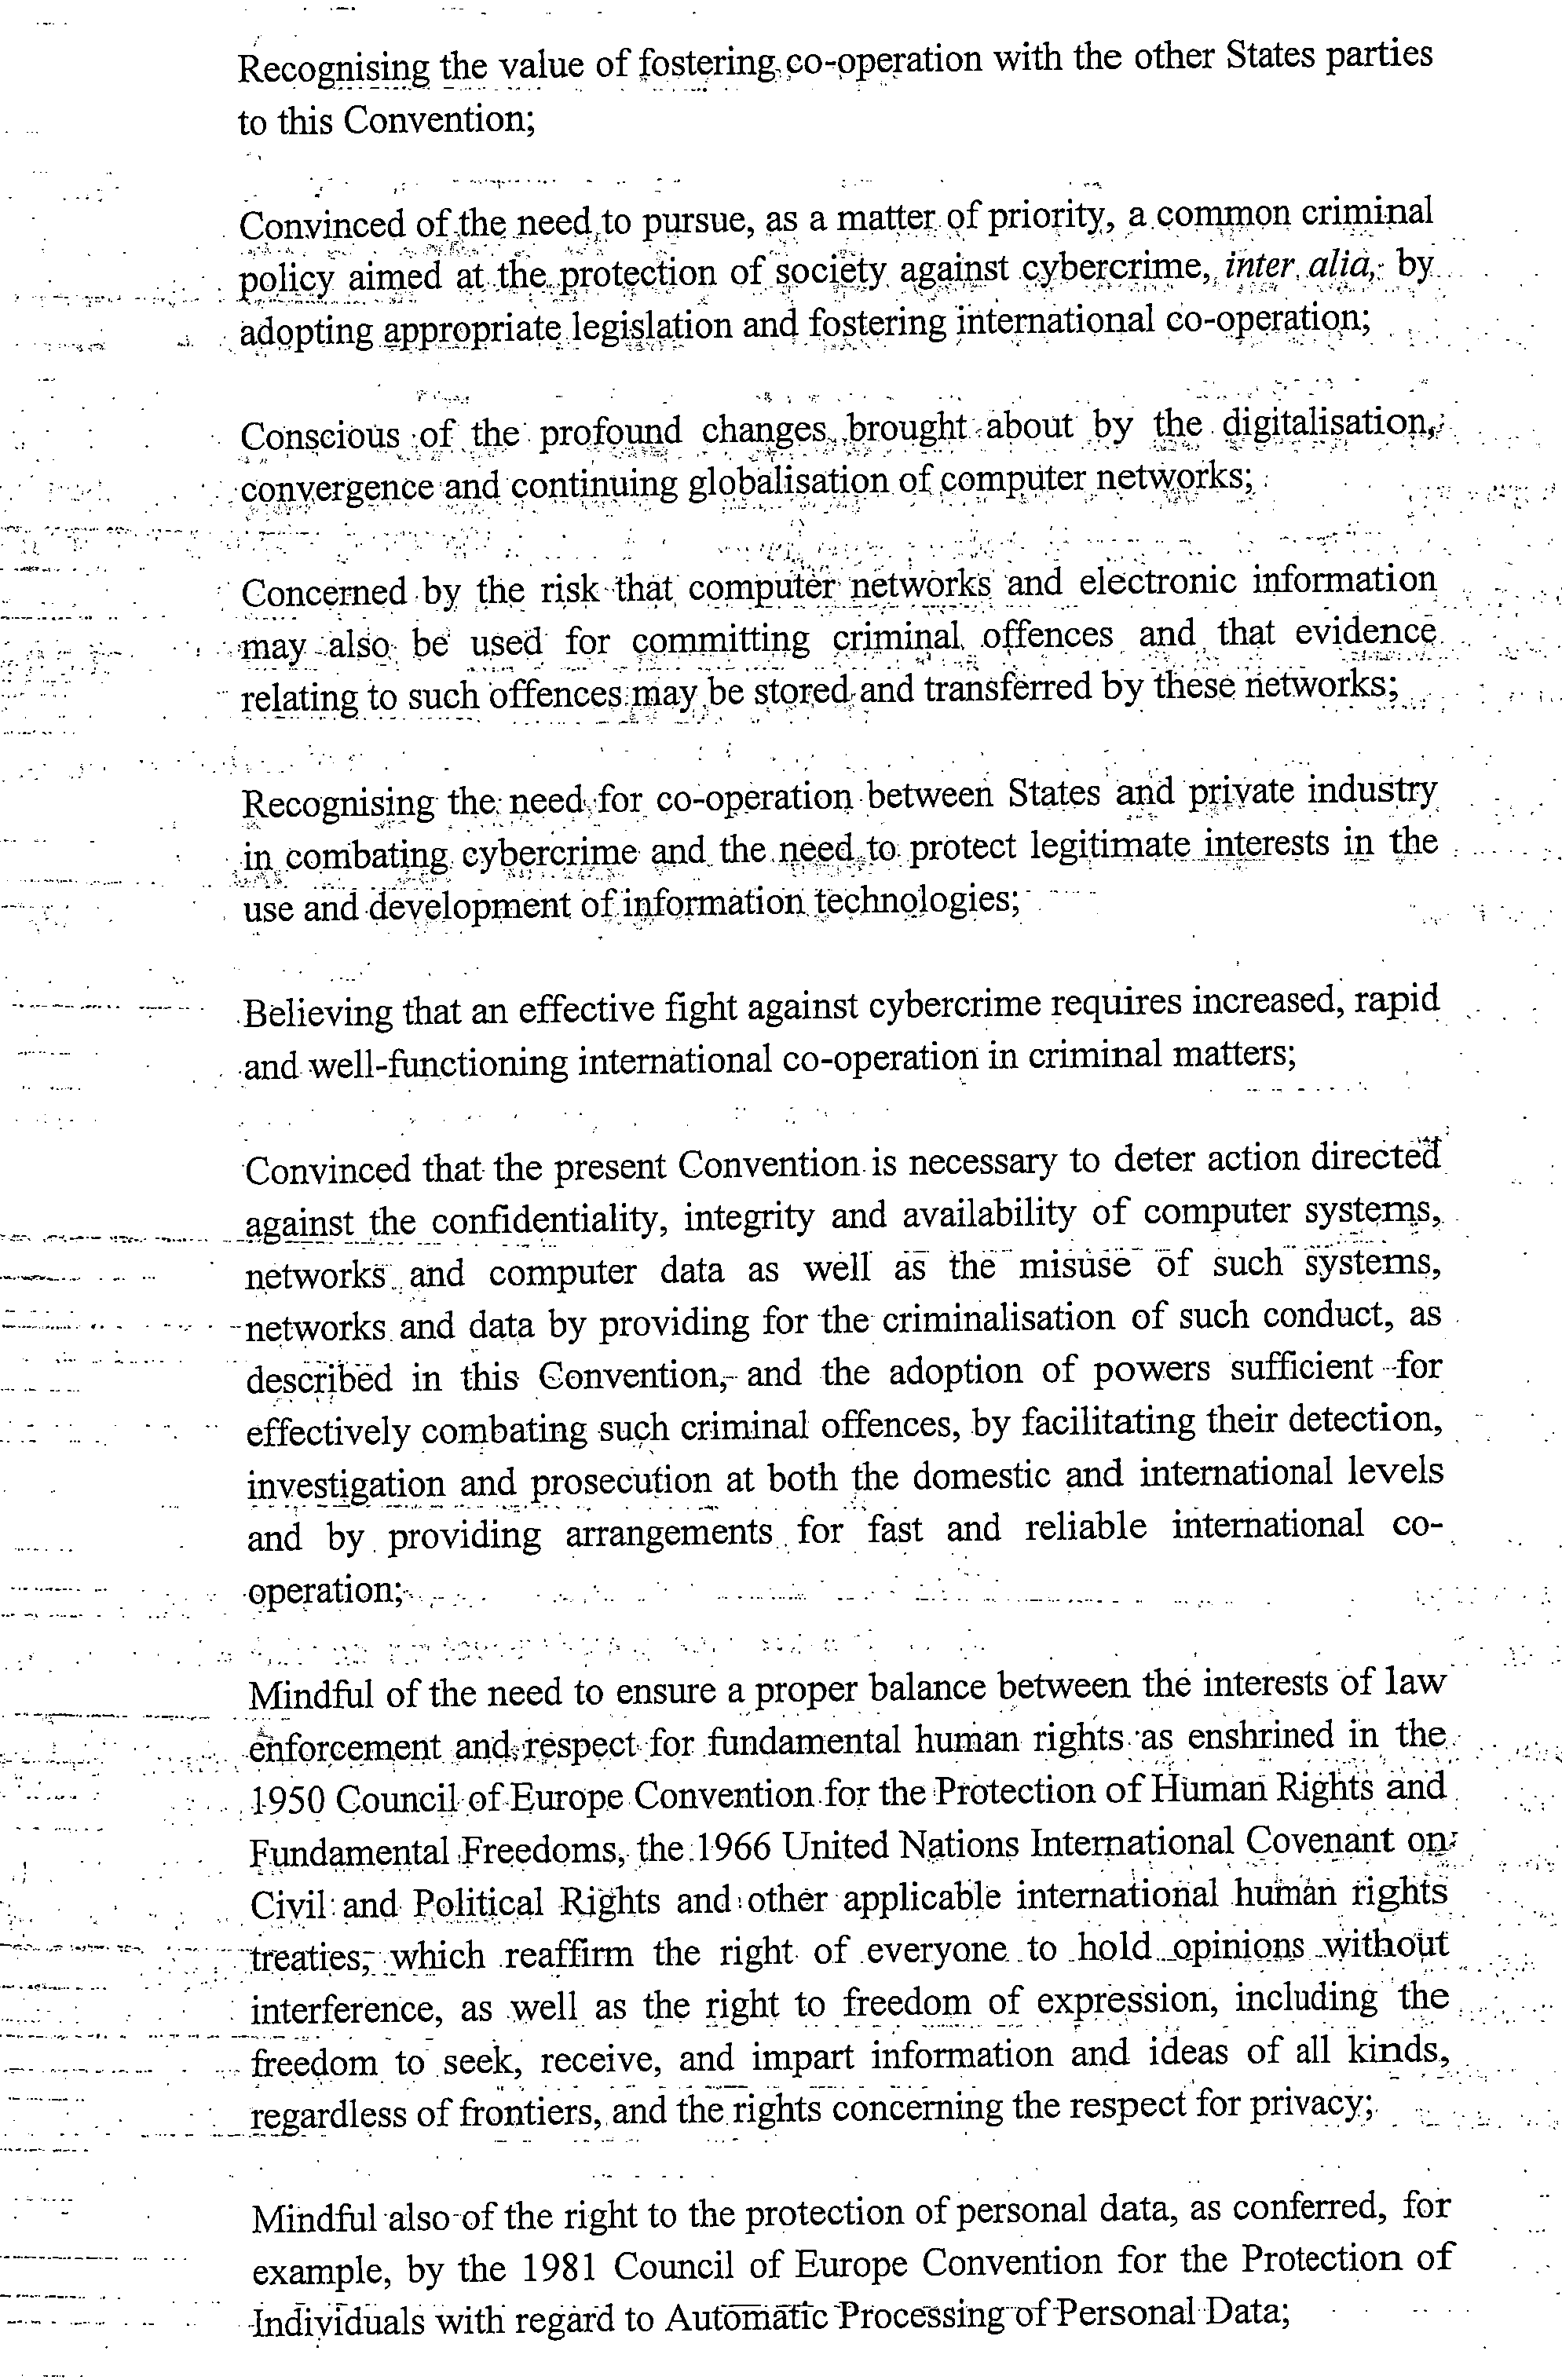 Recognising the value of fostering co-operation with the other States parties
to this Convention;
Convinced of the need to pursue, as a matter of priority, a common criminal
policy aimed at the protection of society against cybercrime, inter alia, by
adopting appropriate legislation and fostering international co-operation;
Conscious of the profound changes brought about by the digitalisation,
convergence and continuing globalisation of computer networks;
Concerned by the risk that computer networks and electronic information
may also be used for committing criminal offences and that evidence
relating to such offences may be stored and transferred by these networks;
Recognising the need for co-operation between States and private industry
in combating cybercrime and the need to protect legitimate interests in the
use and development of information technologies;
Believing that an effective fight against cybercrime requires increased, rapid
and well-functioning international co-operation in criminal matters;
Convinced that the present Convention is necessary to deter action directed
against the confidentiality, integrity and availability of computer systems,
networks and computer data as well as the misuse of such systems,
networks and data by providing for the criminalisation of such conduct, as
described in this Convention, and the adoption of powers sufficient for
effectively combating such criminal offences, by facilitating their detection,
investigation and prosecution at both the domestic and international levels
and by providing arrangements for fast and reliable international co-
operation;
Mindful of the need to ensure a proper balance between the interests of law
enforcement and respect for fundamental human rights as enshrined in the
1950 Council of Europe Convention for the Protection of Human Rights and
Fundamental Freedoms, the 1966 United Nations International Covenant on
Civil and Political Rights and other applicable international human rights
treaties, which reaffirm the right of everyone to hold opinions without
interference, as well as the right to freedom of expression, including the
freedom to seek, receive, and impart information and ideas of all kinds,
regardless of frontiers, and the rights concerning the respect for privacy;
Mindful also of the right to the protection of personal data, as conferred, for
example, by the 1981 Council of Europe Convention for the Protection of
Individuals with regard to Automatic Processing of Personal Data;